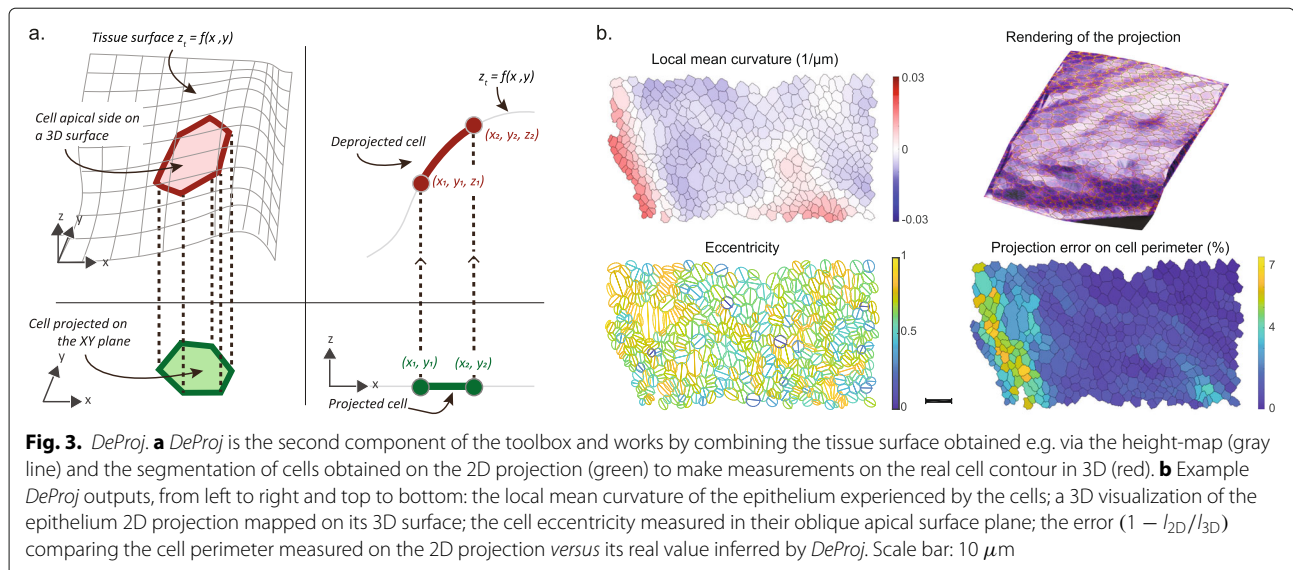 a.
Tissue surface zₜ = f(x ,y)
Cell apical side on
a 3D surface
z
y
x
Cell projected on
the XY plane
y
x
zₜ = f(x ,y)
Deprojected cell
(x₂, y₂, z₂)
(x₁, y₁, z₁)
z
x
(x₁, y₁)
(x₂, y₂)
Projected cell
b.
Local mean curvature (1/μm)
0.03
0
-0.03
Rendering of the projection
Eccentricity
1
0.5
0
Projection error on cell perimeter (%)
7
4
0
Fig. 3. DeProj. a DeProj is the second component of the toolbox and works by combining the tissue surface obtained e.g. via the height-map (gray
line) and the segmentation of cells obtained on the 2D projection (green) to make measurements on the real cell contour in 3D (red). b Example
DeProj outputs, from left to right and top to bottom: the local mean curvature of the epithelium experienced by the cells; a 3D visualization of the
epithelium 2D projection mapped on its 3D surface; the cell eccentricity measured in their oblique apical surface plane; the error (1 − l2D/l3D)
comparing the cell perimeter measured on the 2D projection versus its real value inferred by DeProj. Scale bar: 10 μm